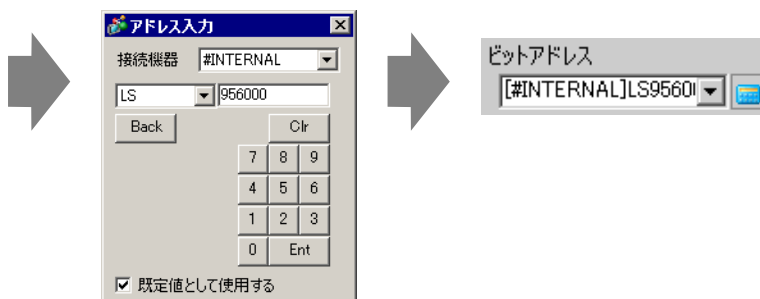 アドレス入力
接続機器 #INTERNAL
LS 956000
Back Clr
7 8 9
4 5 6
1 2 3
0 Ent
既定値として使用する
ビットアドレス
[#INTERNAL]LS9560